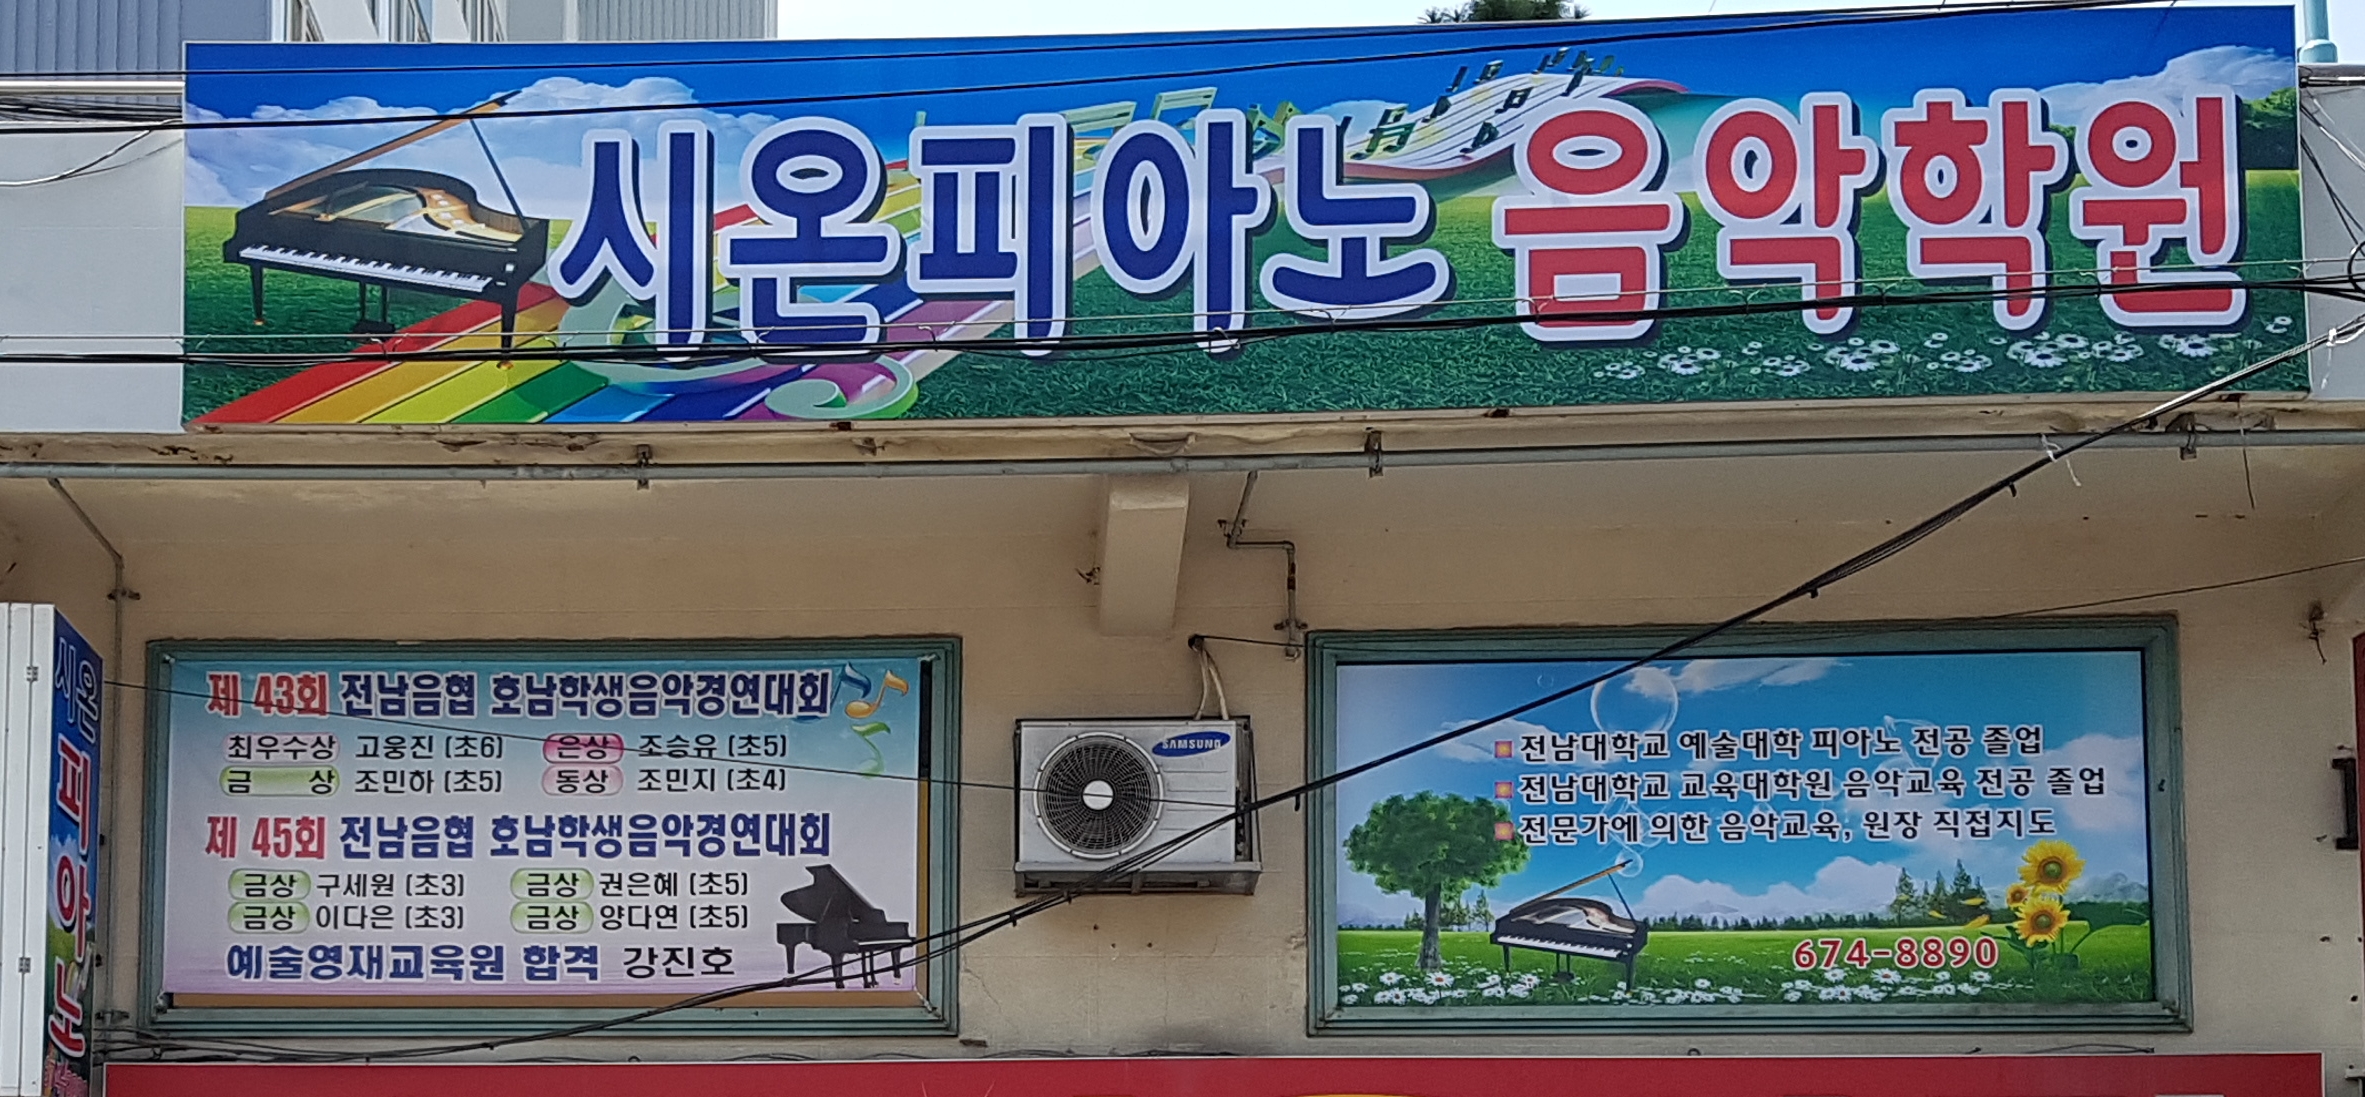 시온피아노 음악학원
시온 피아노
제 43회 전남음협 호남학생음악경연대회
최우수상 고웅진 (초6) 은상 조승유 (초5)
금 상 조민하 (초5) 동상 조민지 (초4)
제 45회 전남음협 호남학생음악경연대회
금상 구세원 (초3) 금상 권은혜 (초5)
금상 이다은 (초3) 금상 양다연 (초5)
예술영재교육원 합격 강진호
SAMSUNG
전남대학교 예술대학 피아노 전공 졸업
전남대학교 교육대학원 음악교육 전공 졸업
전문가에 의한 음악교육, 원장 직접지도
674-8890